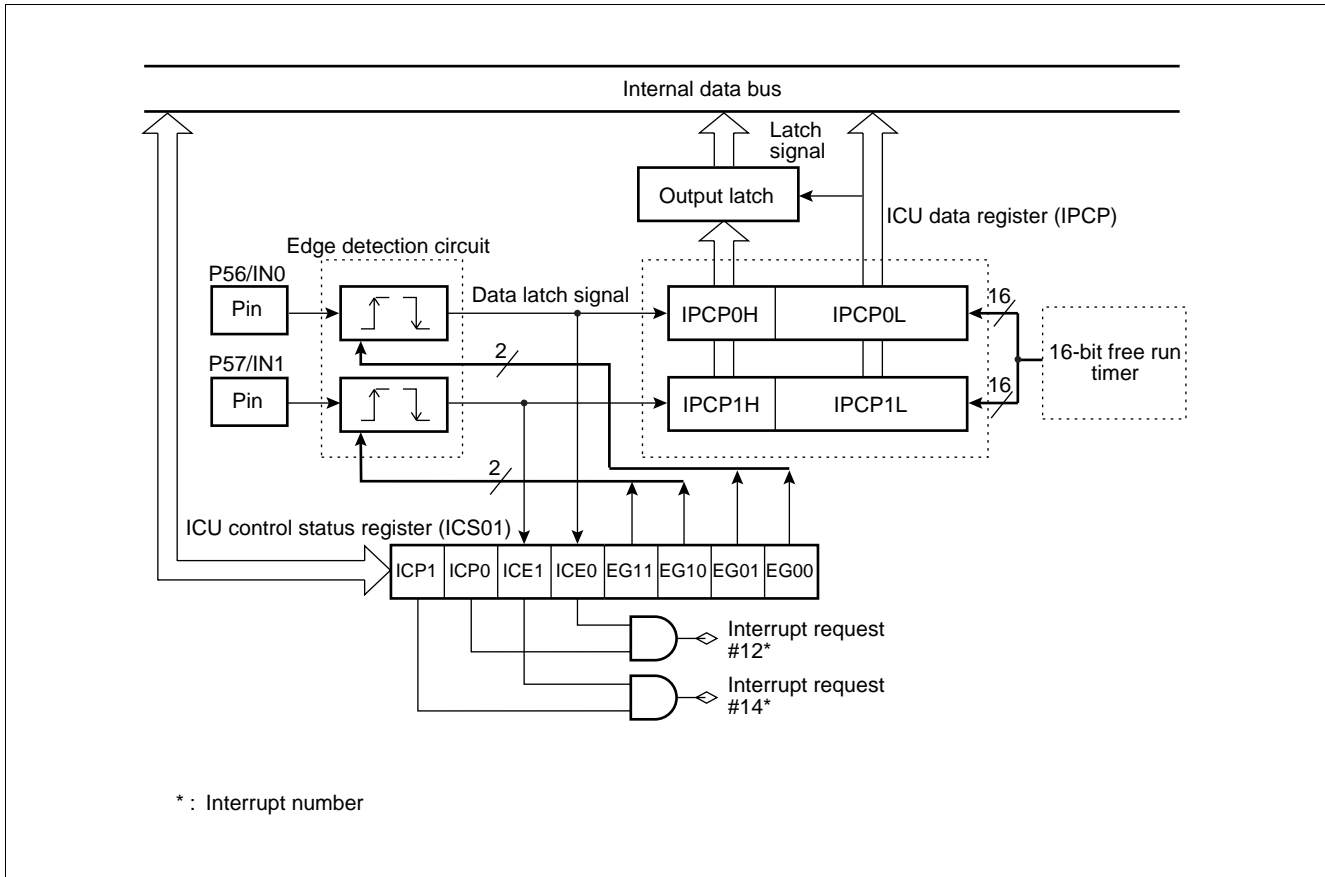 Internal data bus
Latch
signal
Output latch
ICU data register (IPCP)
Edge detection circuit
P56/IN0
Pin
Data latch signal
IPCP0H
IPCP0L
16
2
16-bit free run
timer
P57/IN1
Pin
IPCP1H
IPCP1L
16
2
ICU control status register (ICS01)
ICP1 ICP0 ICE1 ICE0 EG11 EG10 EG01 EG00
Interrupt request
#12*
Interrupt request
#14*
* : Interrupt number